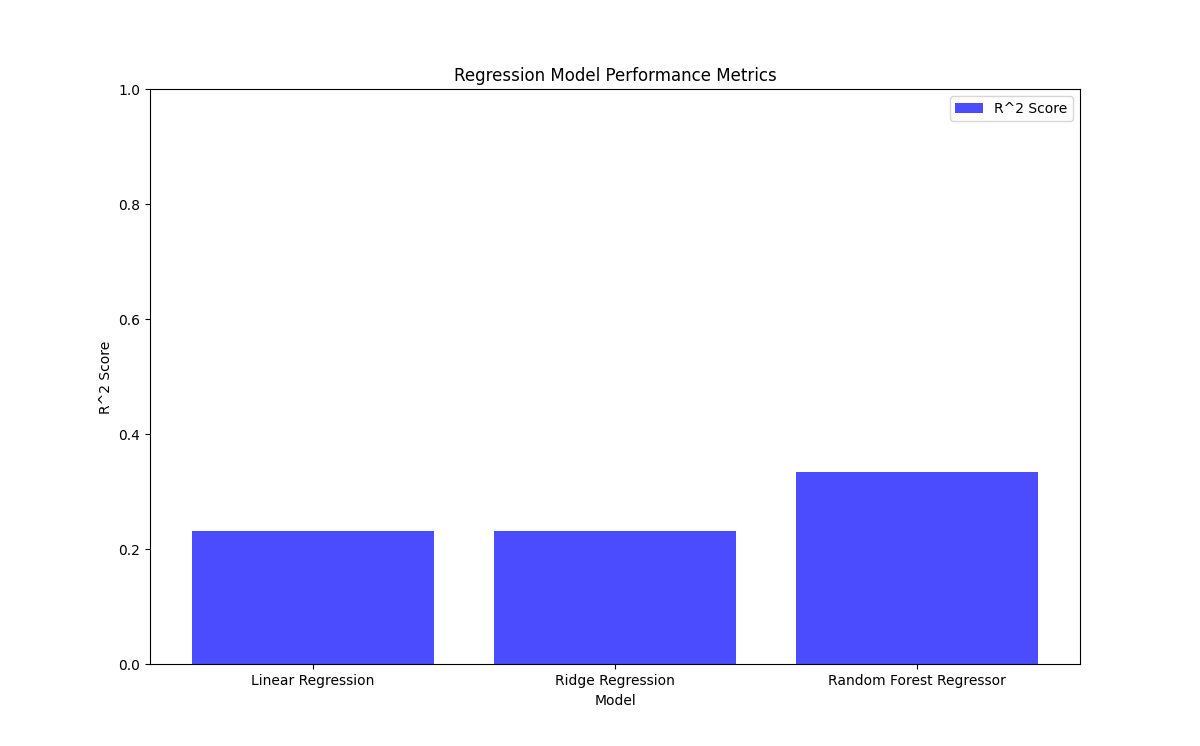 Regression Model Performance Metrics
1.0
R^2 Score
0.8
0.6
R^2 Score
0.4
0.2
0.0
Linear Regression
Ridge Regression
Random Forest Regressor
Model